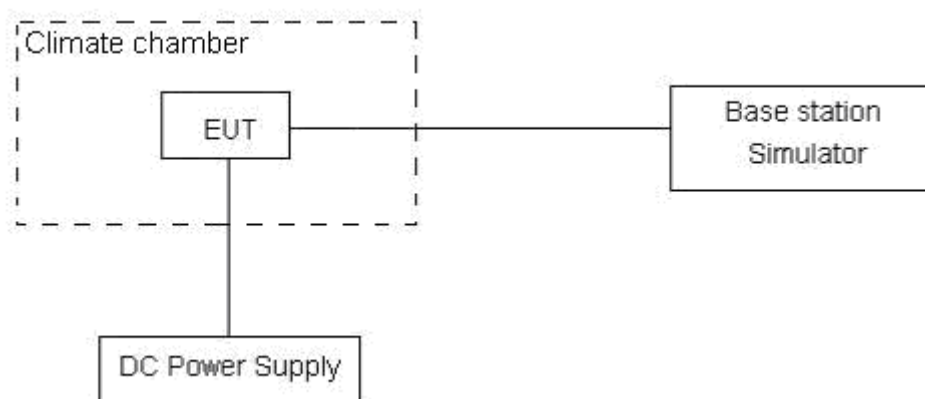 Climate chamber
EUT
Base station
Simulator
DC Power Supply